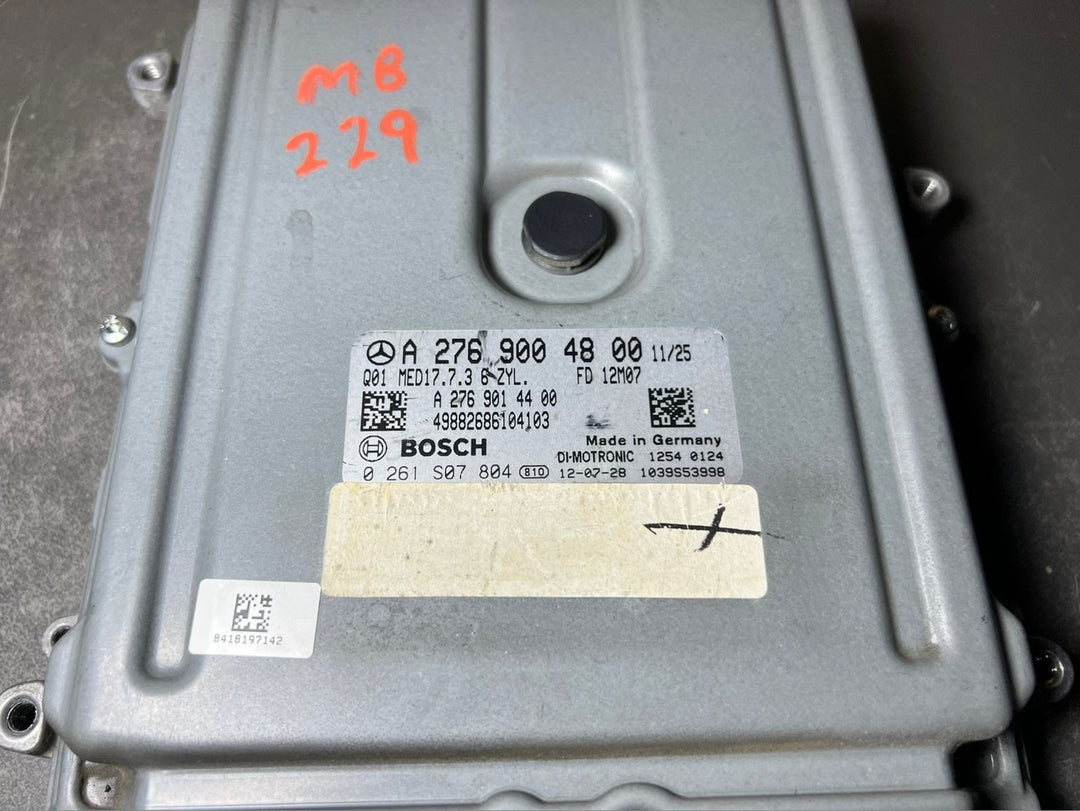 MB
229
A 276 900 48 00 11/25
Q01 MED17.7.3 6 ZYL. FD 12M07
A 276 901 44 00
49882686104103
Made in Germany
BOSCH
DI-MOTRONIC 1254 0124
0 261 S07 804 810 12-07-28 1039S53998
8418197142